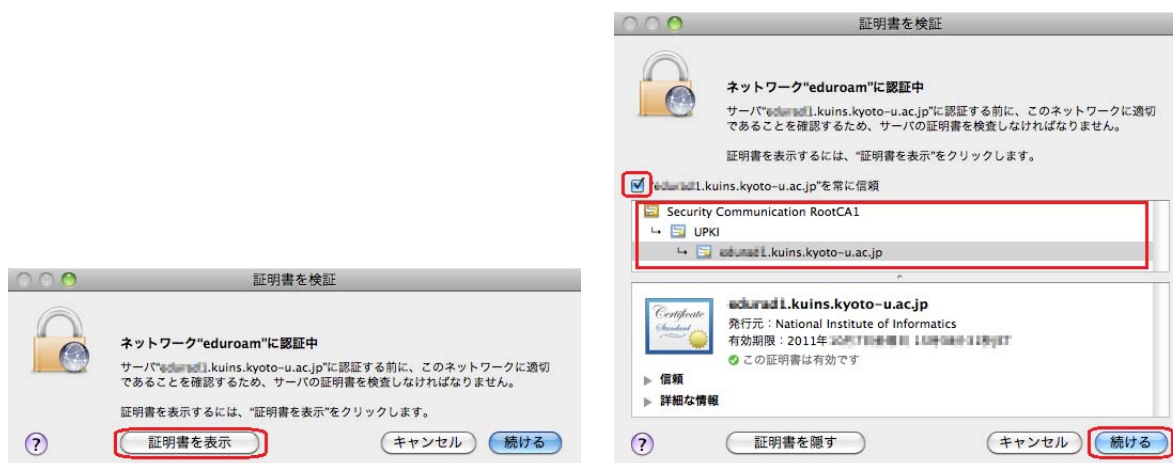 証明書を検証
ネットワーク"eduroam"に認証中
サーバ" .kuins.kyoto-u.ac.jp"に認証する前に、このネットワークに適切
であることを確認するため、サーバの証明書を検査しなければなりません。
証明書を表示するには、"証明書を表示"をクリックします。
?
証明書を表示
キャンセル
続ける
証明書を検証
ネットワーク"eduroam"に認証中
サーバ" .kuins.kyoto-u.ac.jp"に認証する前に、このネットワークに適切
であることを確認するため、サーバの証明書を検査しなければなりません。
証明書を表示するには、"証明書を表示"をクリックします。
.kuins.kyoto-u.ac.jp"を常に信頼
Security Communication RootCA1
UPKI
.kuins.kyoto-u.ac.jp
.kuins.kyoto-u.ac.jp
Certificate
Standard
発行元：National Institute of Informatics
有効期限：2011年
この証明書は有効です
信頼
詳細な情報
?
証明書を隠す
キャンセル
続ける